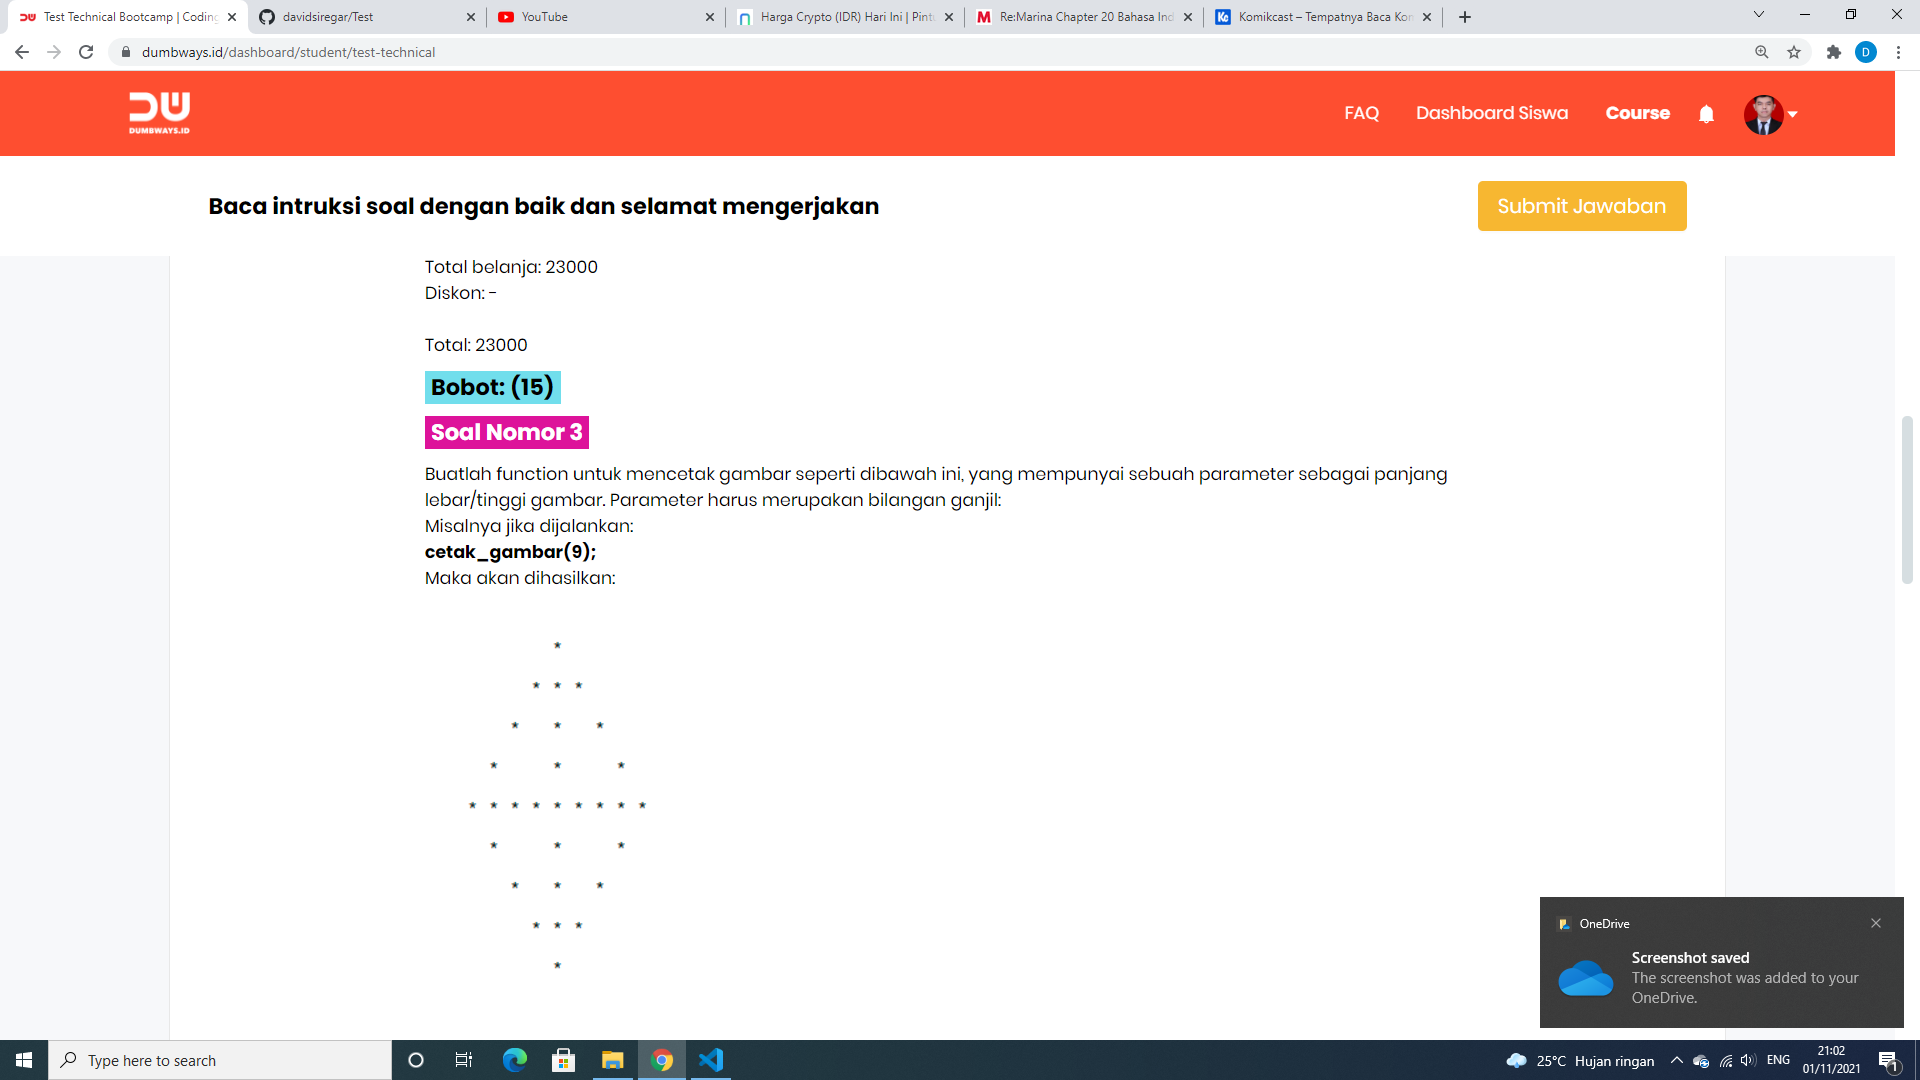 Test Technical Bootcamp | Coding
davidsiregar/Test
YouTube
Harga Crypto (IDR) Hari Ini | Pintu
Re:Marina Chapter 20 Bahasa Ind
Komikcast – Tempatnya Baca Kom
dumbways.id/dashboard/student/test-technical
D
DUMBWAYS.ID
FAQ
Dashboard Siswa
Course
Baca intruksi soal dengan baik dan selamat mengerjakan
Submit Jawaban
Total belanja: 23000
Diskon: -
Total: 23000
Bobot: (15)
Soal Nomor 3
Buatlah function untuk mencetak gambar seperti dibawah ini, yang mempunyai sebuah parameter sebagai panjang
lebar/tinggi gambar. Parameter harus merupakan bilangan ganjil:
Misalnya jika dijalankan:
cetak_gambar(9);
Maka akan dihasilkan:
*
* * *
* * *
* * *
* * * * * * * * *
* * *
* * *
* * *
*
OneDrive
Screenshot saved
The screenshot was added to your
OneDrive.
Type here to search
25°C Hujan ringan
ENG
21:02
01/11/2021
1